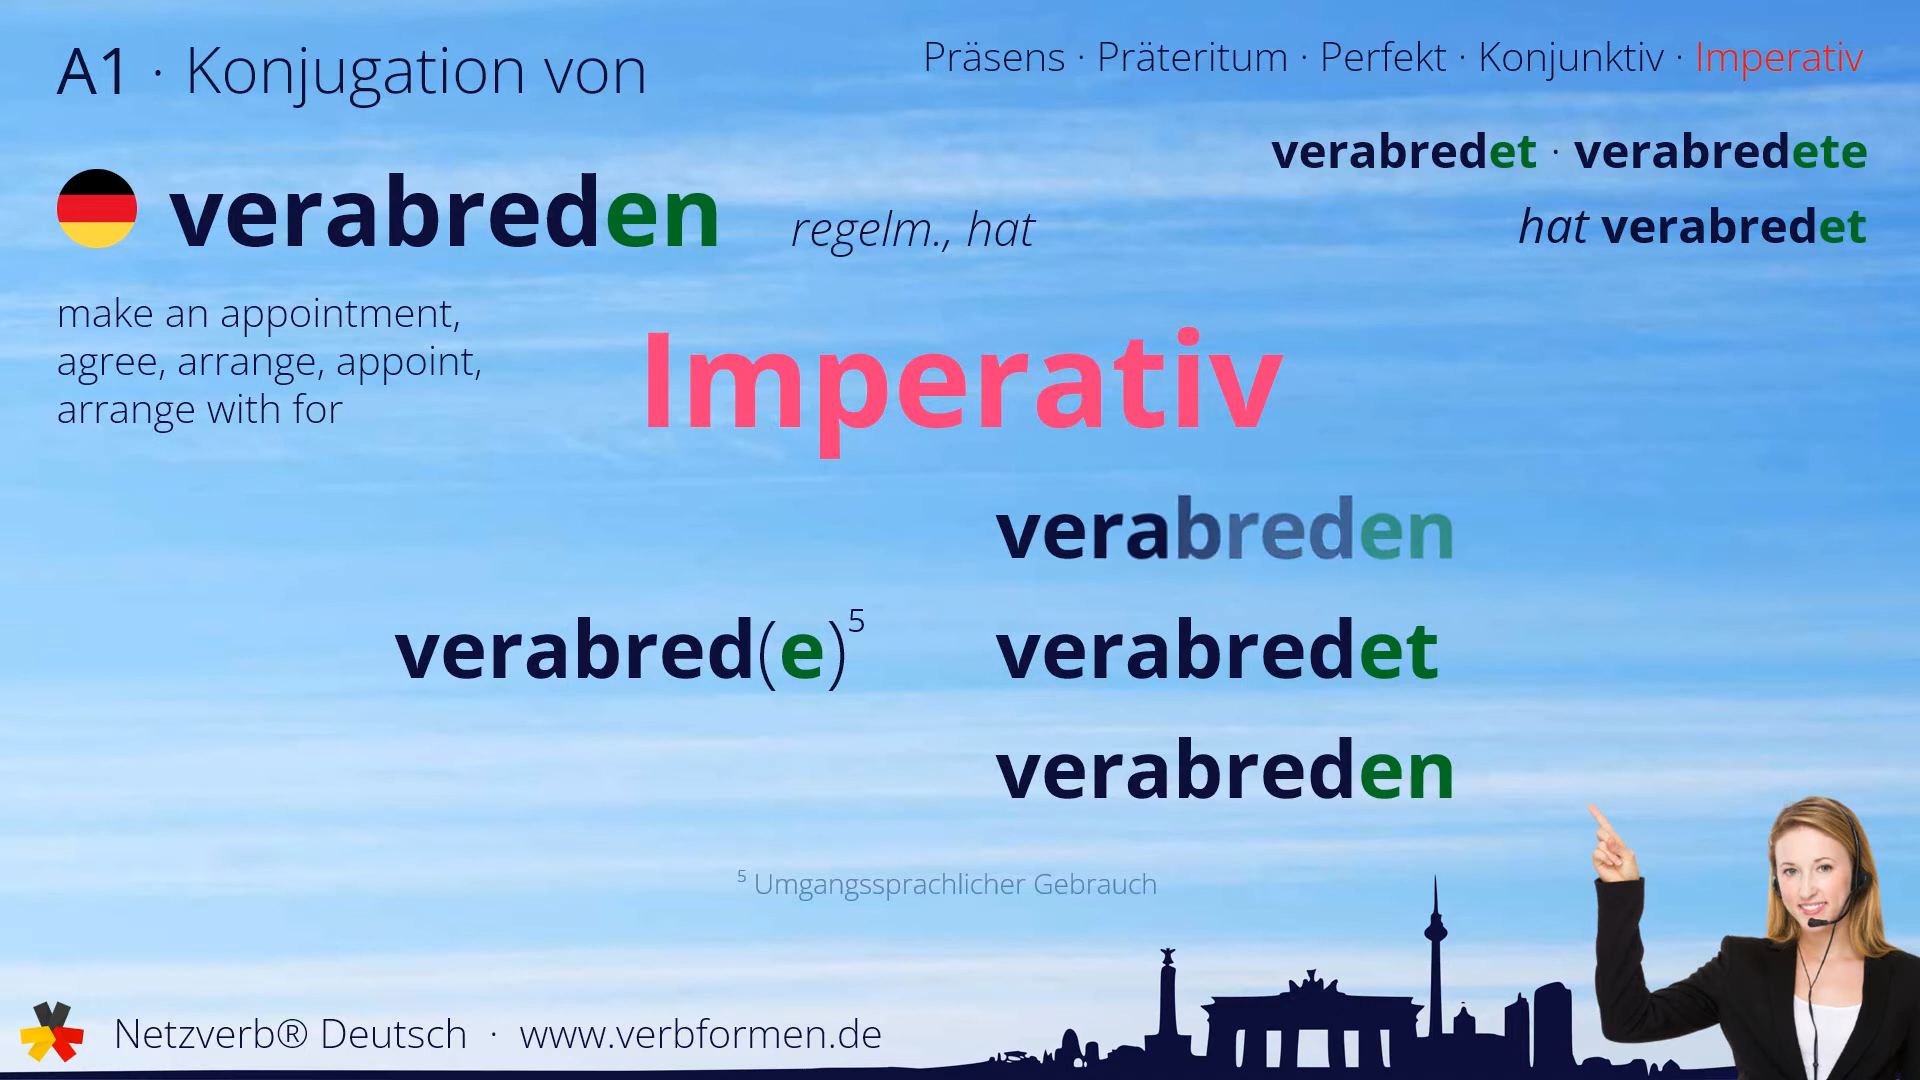 A1 · Konjugation von
Präsens · Präteritum · Perfekt · Konjunktiv · Imperativ
verabreden regelm., hat
verabredet · verabredete
hat verabredet
make an appointment,
agree, arrange, appoint,
arrange with for
Imperativ
verabreden
verabred(e)⁵ verabredet
verabreden
⁵ Umgangssprachlicher Gebrauch
Netzverb® Deutsch · www.verbformen.de